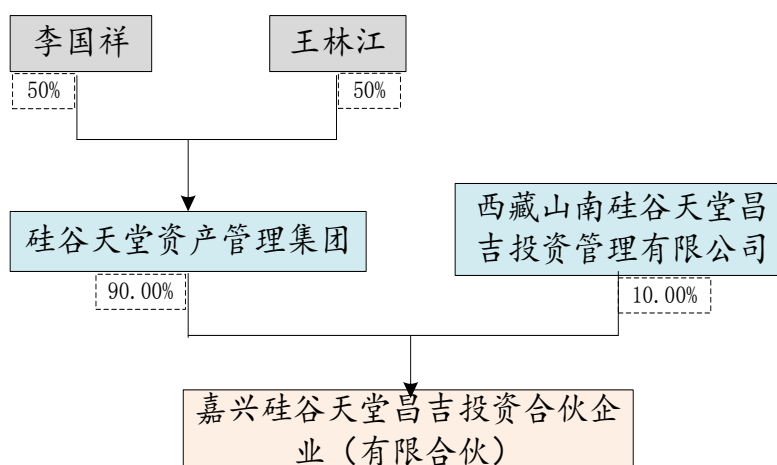 李国祥
王林江
50%
50%
硅谷天堂资产管理集团
西藏山南硅谷天堂昌
吉投资管理有限公司
90.00%
10.00%
嘉兴硅谷天堂昌吉投资合伙企
业（有限合伙）